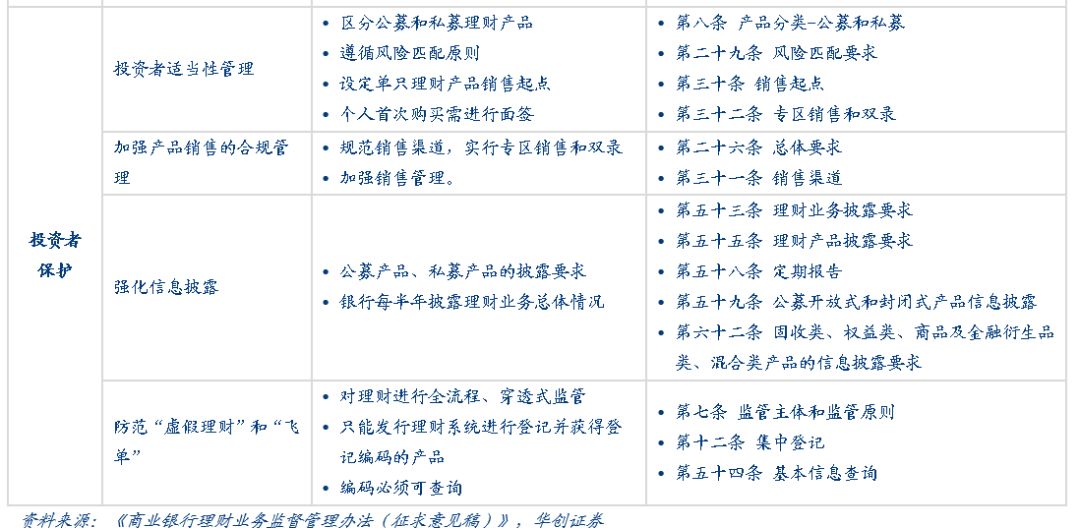 投资者保护
投资者适当性管理
• 区分公募和私募理财产品
• 遵循风险匹配原则
• 设定单只理财产品销售起点
• 个人首次购买需进行面签
• 第八条 产品分类-公募和私募
• 第二十九条 风险匹配要求
• 第三十条 销售起点
• 第三十二条 专区销售和双录
加强产品销售的合规管
理
• 规范销售渠道，实行专区销售和双录
• 加强销售管理。
• 第二十六条 总体要求
• 第三十一条 销售渠道
强化信息披露
• 公募产品、私募产品的披露要求
• 银行每半年披露理财业务总体情况
• 第五十三条 理财业务披露要求
• 第五十五条 理财产品披露要求
• 第五十八条 定期报告
• 第五十九条 公募开放式和封闭式产品信息披露
• 第六十二条 固收类、权益类、商品及金融衍生品
类、混合类产品的信息披露要求
防范“虚假理财”和“飞
单”
• 对理财进行全流程、穿透式监管
• 只能发行理财系统进行登记并获得登
记编码的产品
• 编码必须可查询
• 第七条 监管主体和监管原则
• 第十二条 集中登记
• 第五十四条 基本信息查询
资料来源：《商业银行理财业务监督管理办法（征求意见稿）》，华创证券